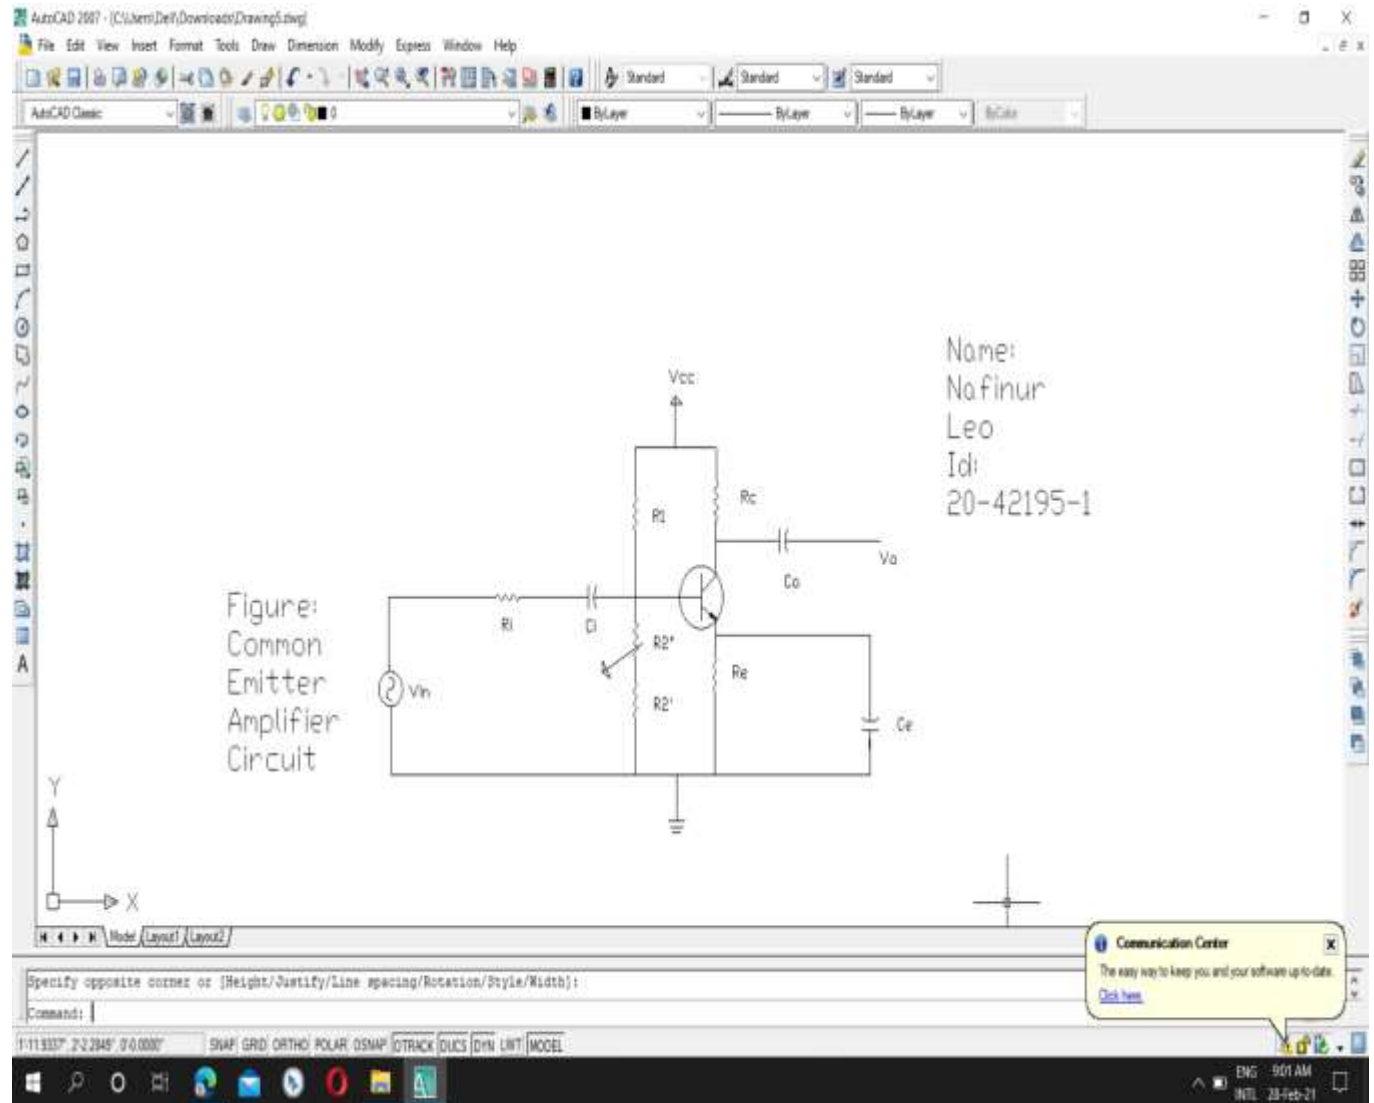 AutoCAD 2007 - [C:\Users\Dell\Downloads\Drawing5.dwg]
File Edit View Insert Format Tools Draw Dimension Modify Express Window Help
Standard Standard Standard
AutoCAD Classic 0 ByLayer ByLayer ByLayer ByColor
Name:
Nafinur
Leo
Id:
20-42195-1
Vcc
Rc
R1
Vo
Co
Figure:
Common
Emitter
Amplifier
Circuit
Ri
Ci
R2"
Re
Vin
R2'
Ce
Y
X
Model Layout1 Layout2
Communication Center
The easy way to keep you and your software up-to-date.
Click here.
Specify opposite corner or [Height/Justify/Line spacing/Rotation/Style/Width]:
Command:
SNAP GRID ORTHO POLAR OSNAP OTRACK DUCS DYN LWT MODEL
A
ENG 9:01 AM
INTL 28-Feb-21